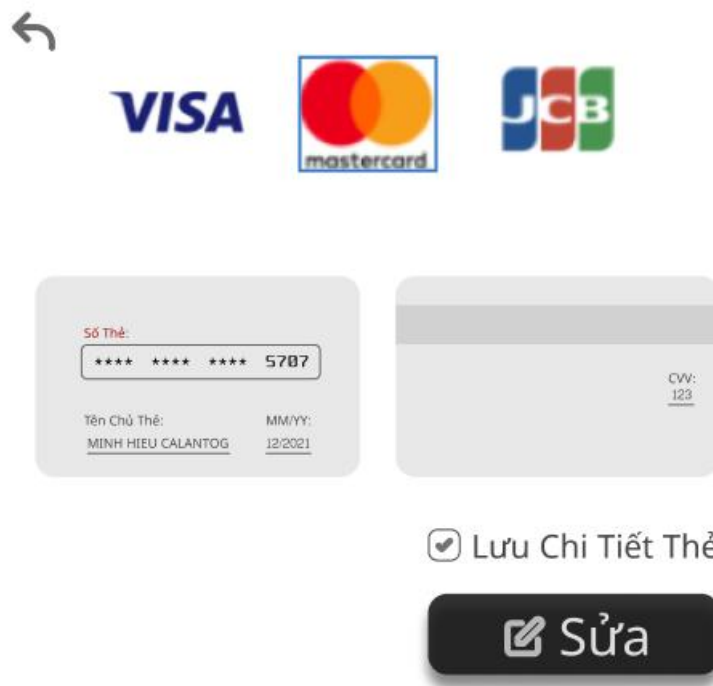 VISA
mastercard
JCB
Số Thẻ:
**** **** **** 5707
Tên Chủ Thẻ:
MM/YY:
MINH HIEU CALANTOG
12/2021
CVV:
123
Lưu Chi Tiết Thẻ
Sửa